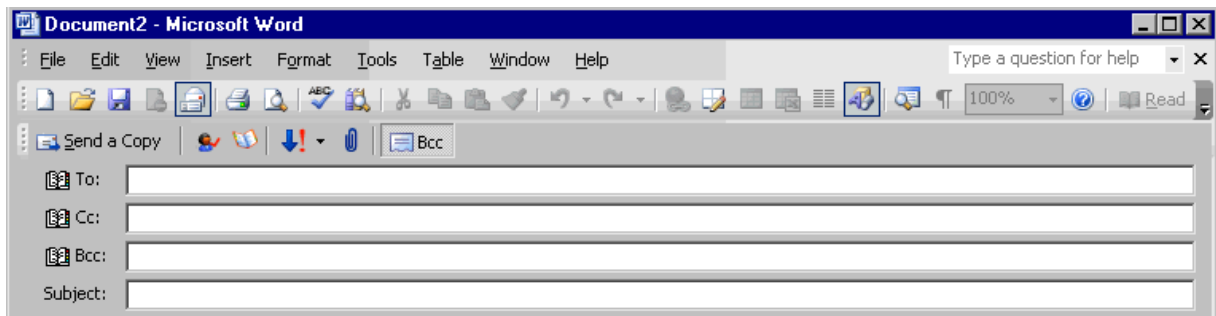 Document2 - Microsoft Word
File Edit View Insert Format Tools Table Window Help Type a question for help
ABC 100% Read
Send a Copy Bcc
To:
Cc:
Bcc:
Subject: